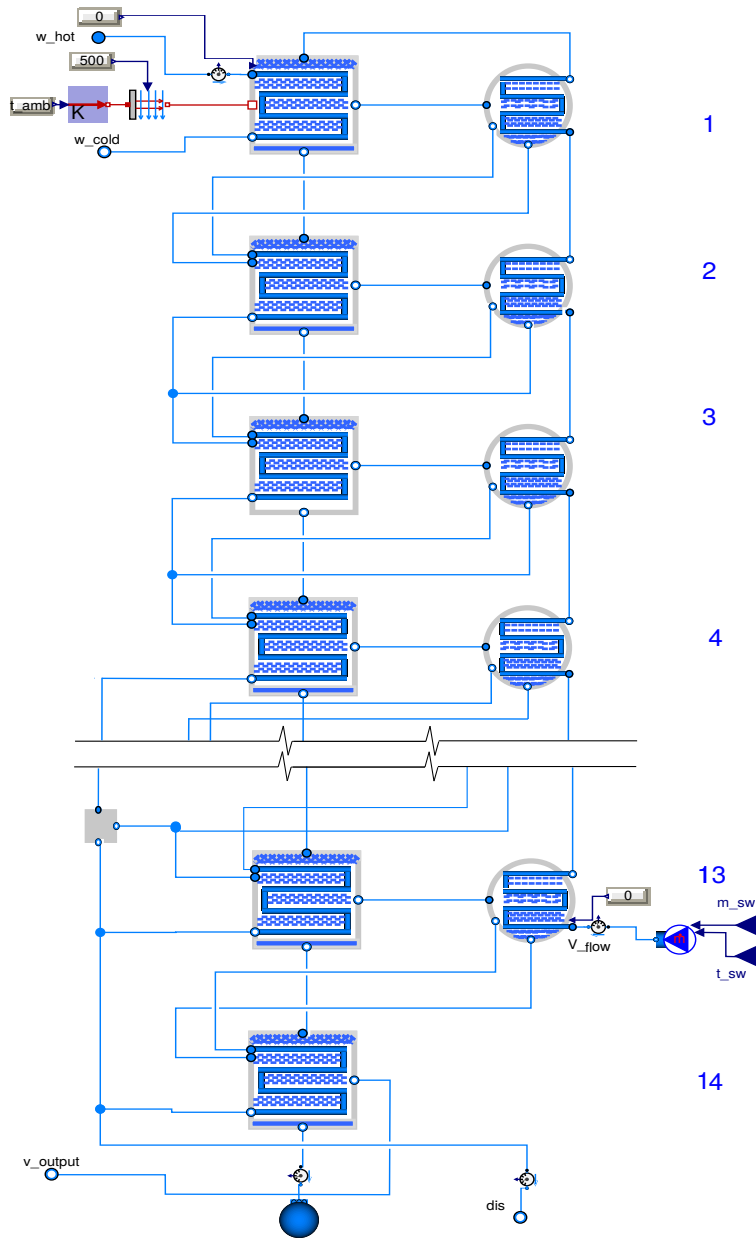 0
w_hot
500
t_amb
K
w_cold
1
2
3
4
13
0
m_sw
V_flow
m
t_sw
14
v_output
dis